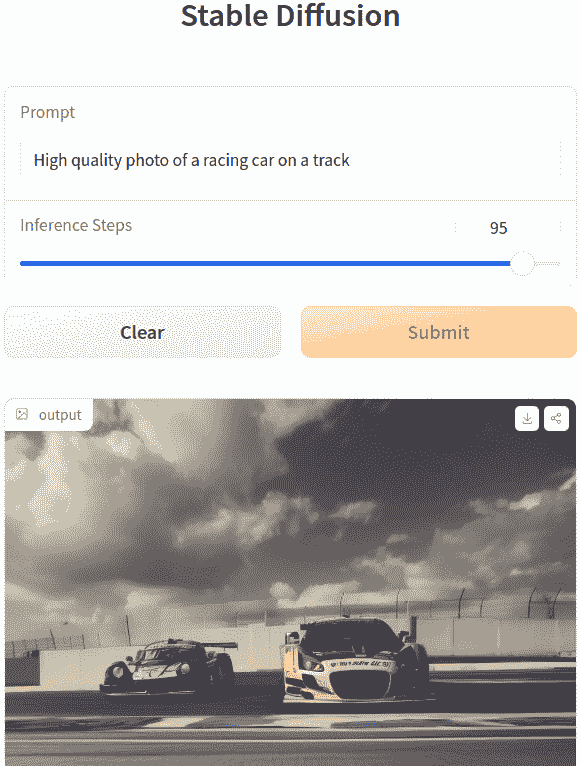 Stable Diffusion
Prompt
High quality photo of a racing car on a track
Inference Steps
95
Clear
Submit
output